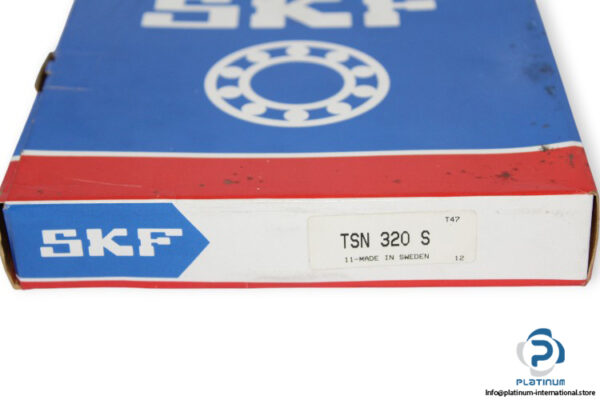 SKF
SKF
T47
TSN 320 S
11-MADE IN SWEDEN 12
PLATINUM
Info@platinum-international.store